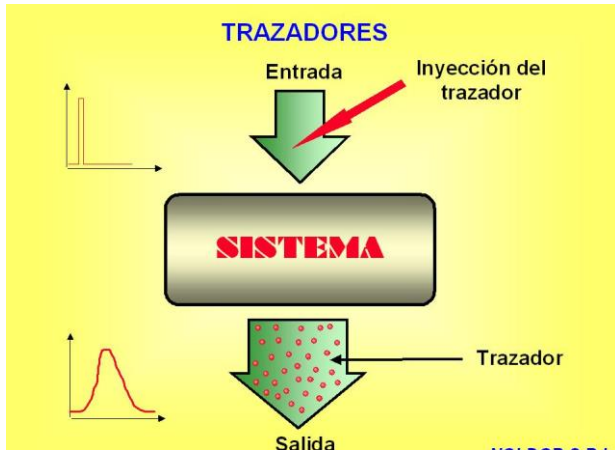 TRAZADORES
Entrada
Inyección del
trazador
SISTEMA
Trazador
Salida